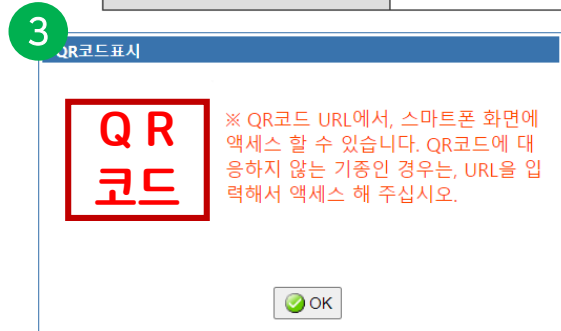 3
QR코드표시
Q R
코드
※ QR코드 URL에서, 스마트폰 화면에
액세스 할 수 있습니다. QR코드에 대
응하지 않는 기종인 경우는, URL을 입
력해서 액세스 해 주십시오.
OK